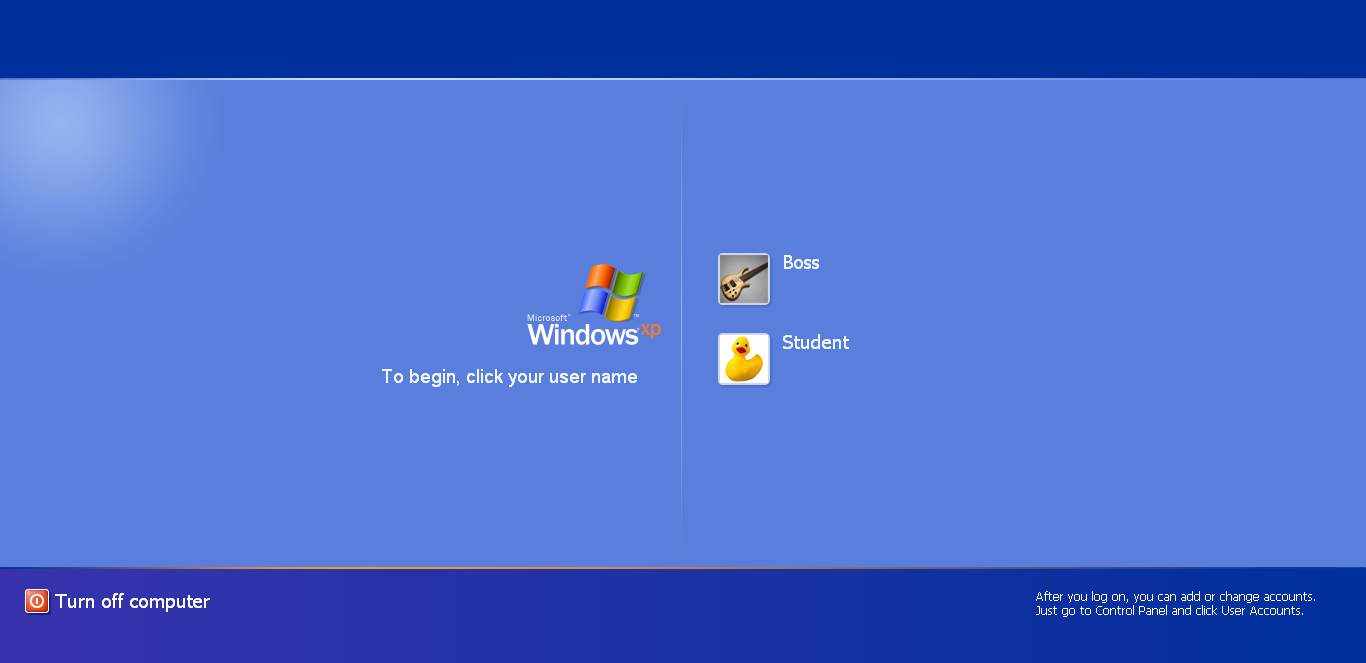 Microsoft®
Windows® xp™
To begin, click your user name
Boss
Student
Turn off computer
After you log on, you can add or change accounts.
Just go to Control Panel and click User Accounts.